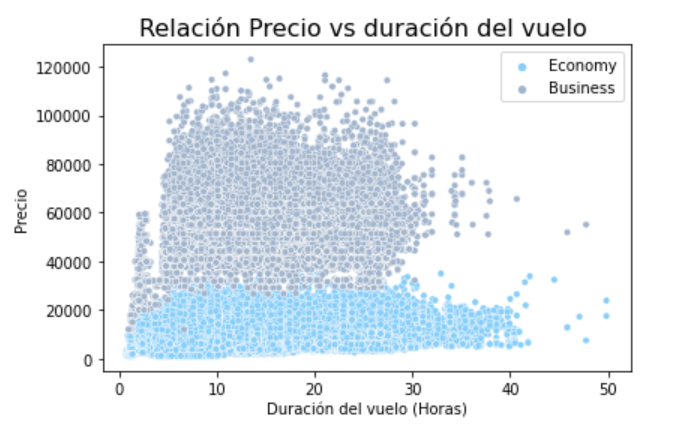 Relación Precio vs duración del vuelo
Economy
Business
120000
100000
80000
60000
40000
20000
0
Precio
0 10 20 30 40 50
Duración del vuelo (Horas)